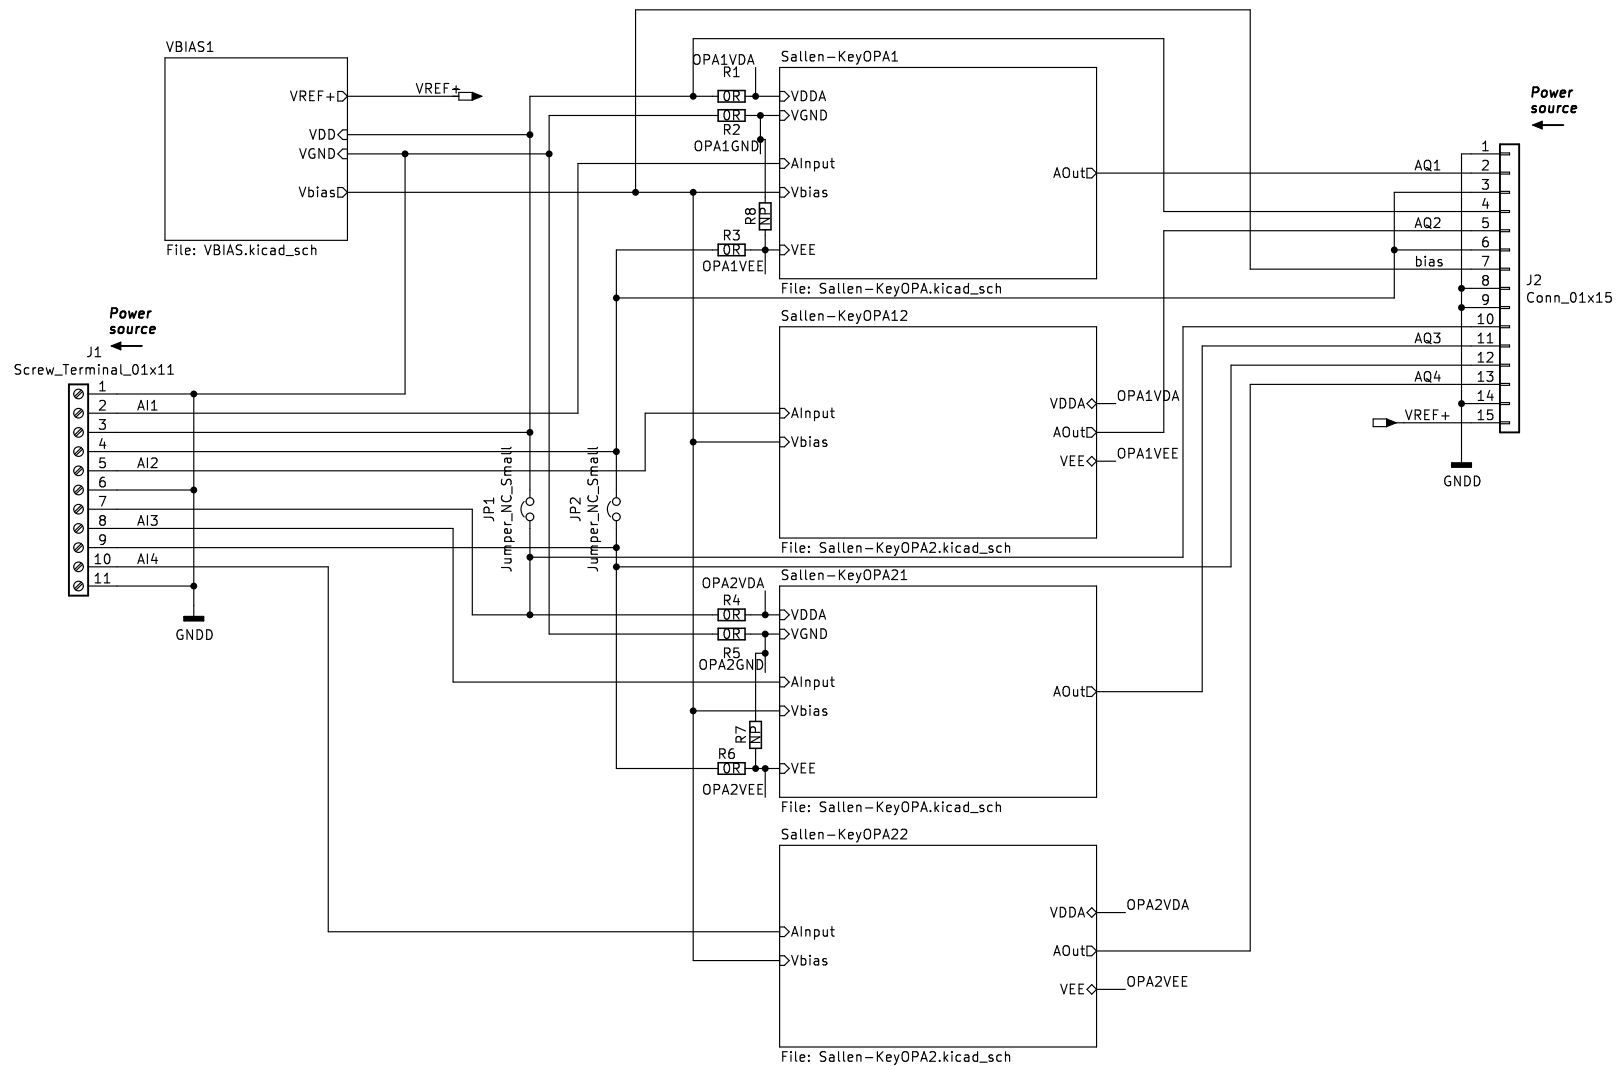 VBIAS1
VREF+
VDD
VGND
Vbias
File: VBIAS.kicad_sch
VREF+
Power
source
J1
Screw_Terminal_01x11
1
2
3
4
5
6
7
8
9
10
11
AI1
AI2
AI3
AI4
GNDD
JP1
Jumper_NC_Small
JP2
Jumper_NC_Small
OPA1VDA
R1
0R
0R
R2
OPA1GND
R8
NP
R3
0R
OPA1VEE
Sallen-KeyOPA1
VDDA
VGND
AInput
Vbias
VEE
AOut
File: Sallen-KeyOPA.kicad_sch
Sallen-KeyOPA12
AInput
Vbias
VDDA
AOut
VEE
OPA1VDA
OPA1VEE
File: Sallen-KeyOPA2.kicad_sch
OPA2VDA
R4
0R
0R
R5
OPA2GND
R7
NP
R6
0R
OPA2VEE
Sallen-KeyOPA21
VDDA
VGND
AInput
Vbias
VEE
AOut
File: Sallen-KeyOPA.kicad_sch
Sallen-KeyOPA22
AInput
Vbias
VDDA
AOut
VEE
OPA2VDA
OPA2VEE
File: Sallen-KeyOPA2.kicad_sch
Power
source
AQ1
AQ2
bias
AQ3
AQ4
VREF+
1
2
3
4
5
6
7
8
9
10
11
12
13
14
15
J2
Conn_01x15
GNDD